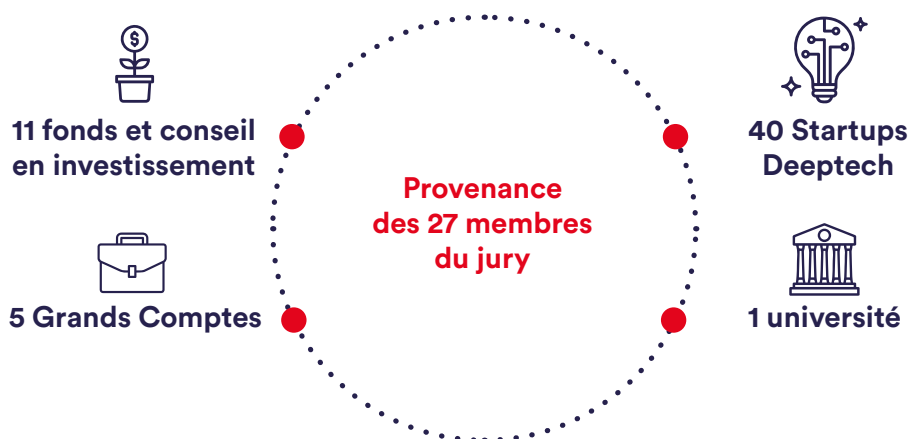 11 fonds et conseil
en investissement
40 Startups
Deeptech
Provenance
des 27 membres
du jury
5 Grands Comptes
1 université